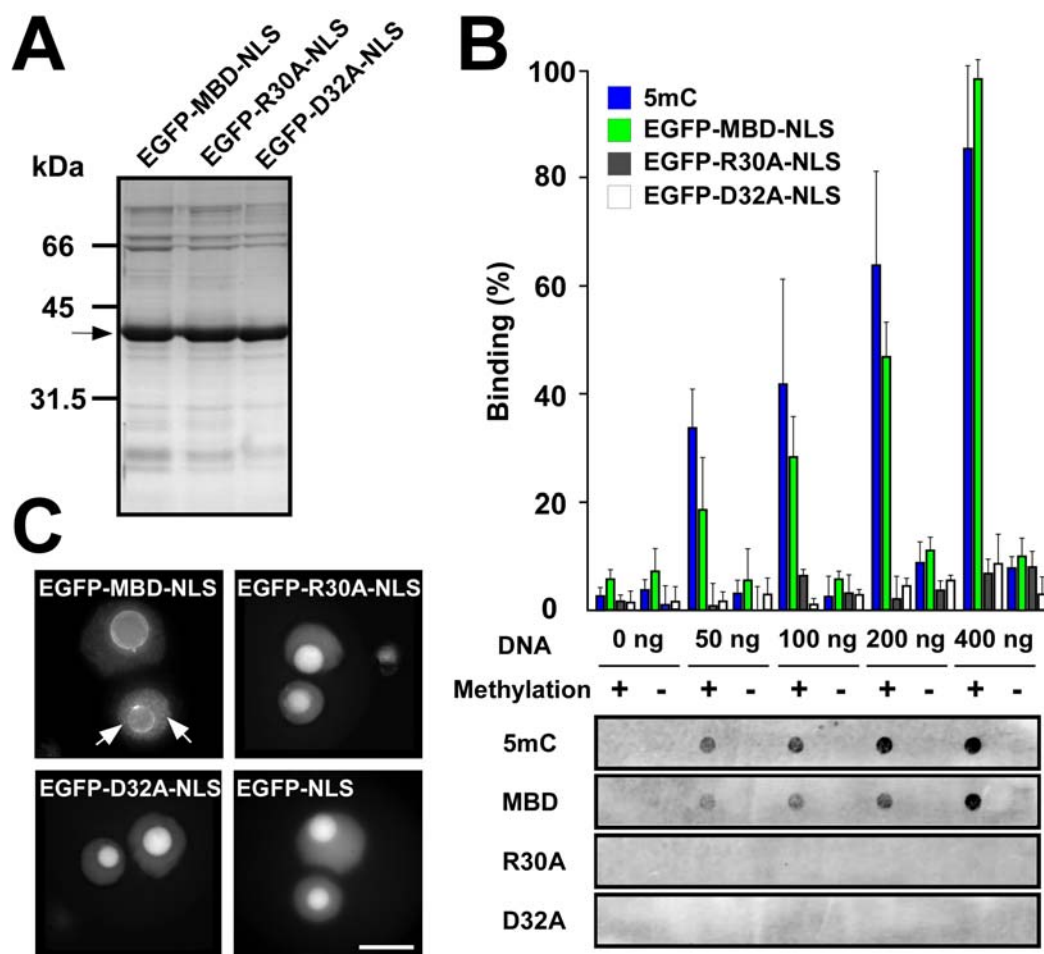 A
EGFP-MBD-NLS
EGFP-R30A-NLS
EGFP-D32A-NLS
kDa
66
45
31.5
B
Binding (%)
100
80
60
40
20
0
5mC
EGFP-MBD-NLS
EGFP-R30A-NLS
EGFP-D32A-NLS
DNA 0 ng 50 ng 100 ng 200 ng 400 ng
Methylation + - + - + - + - + -
5mC
MBD
R30A
D32A
C
EGFP-MBD-NLS EGFP-R30A-NLS
EGFP-D32A-NLS EGFP-NLS